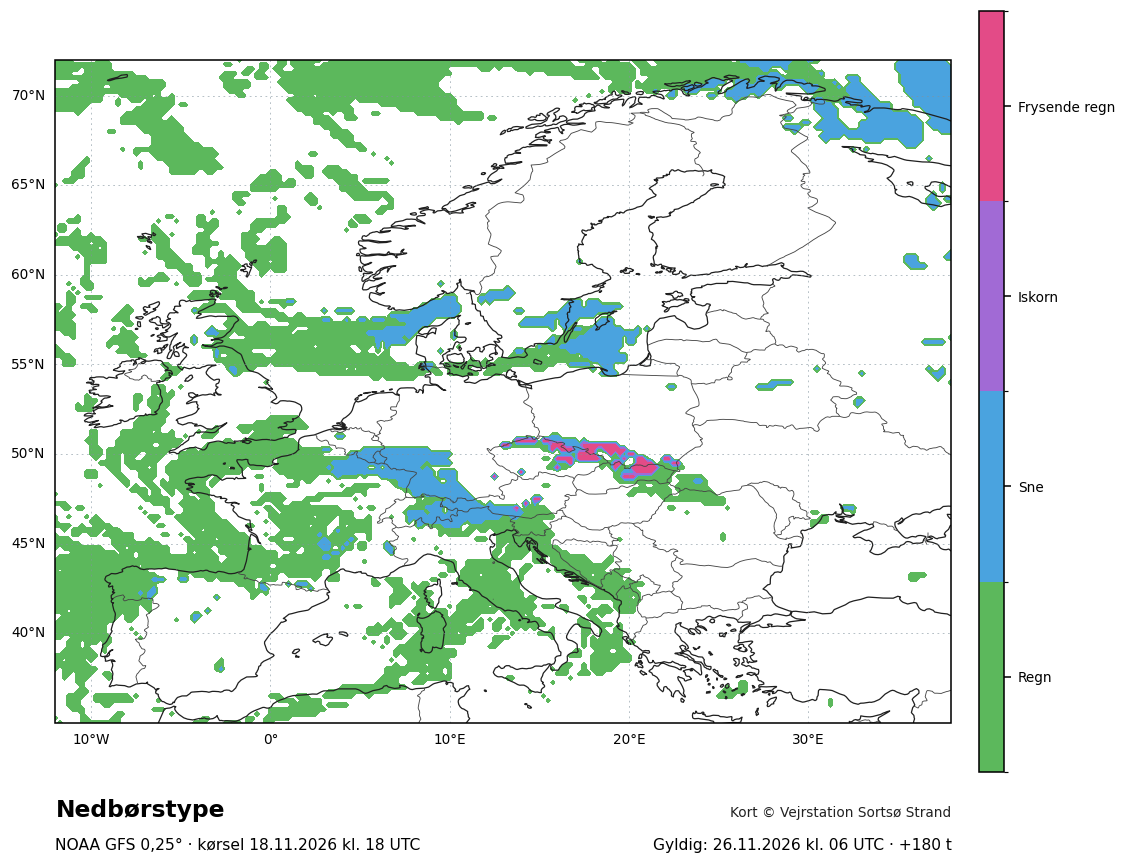 70°N
65°N
60°N
55°N
50°N
45°N
40°N
10°W 0° 10°E 20°E 30°E
Frysende regn
Iskorn
Sne
Regn
Nedbørstype
Kort © Vejrstation Sortsø Strand
NOAA GFS 0,25° · kørsel 18.11.2026 kl. 18 UTC
Gyldig: 26.11.2026 kl. 06 UTC · +180 t